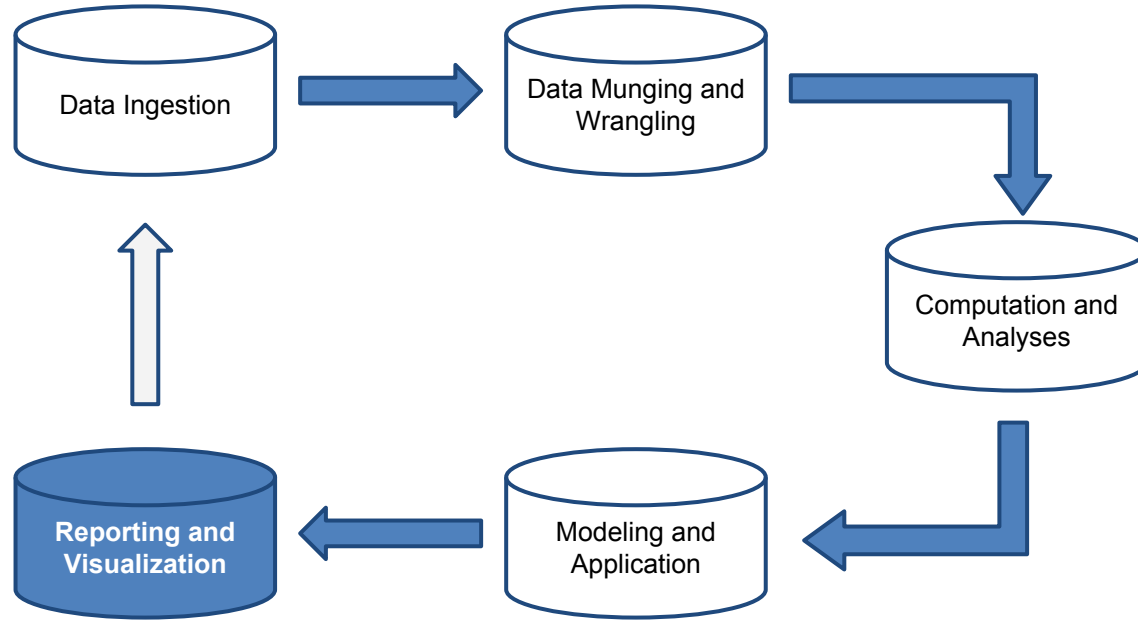 Data Ingestion
Data Munging and
Wrangling
Computation and
Analyses
Modeling and
Application
Reporting and
Visualization